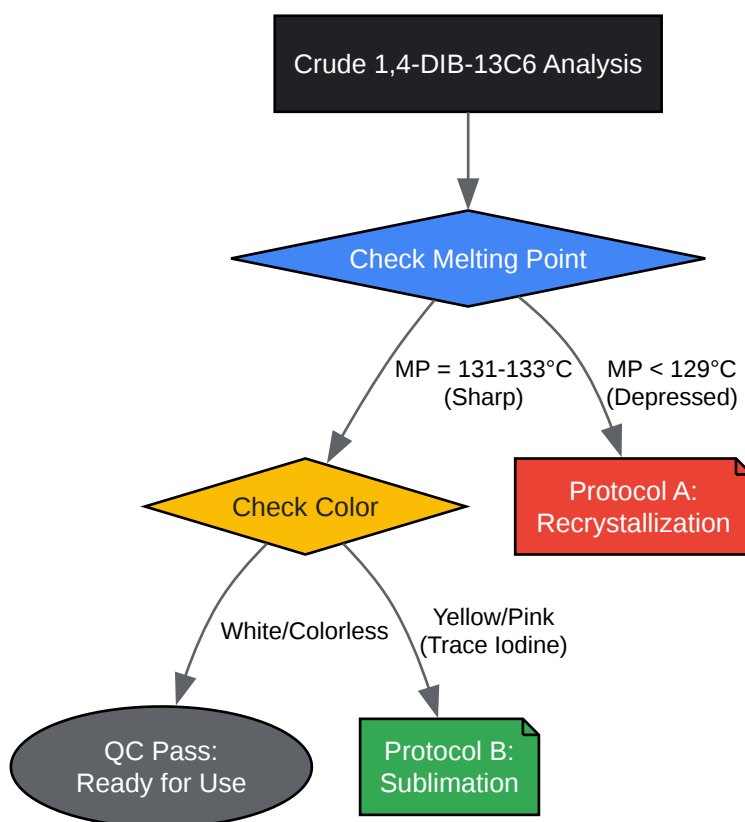 Crude 1,4-DIB-13C6 Analysis
Check Melting Point
MP = 131-133°C
(Sharp)
MP < 129°C
(Depressed)
Check Color
Protocol A:
Recrystallization
White/Colorless
Yellow/Pink
(Trace Iodine)
QC Pass:
Ready for Use
Protocol B:
Sublimation